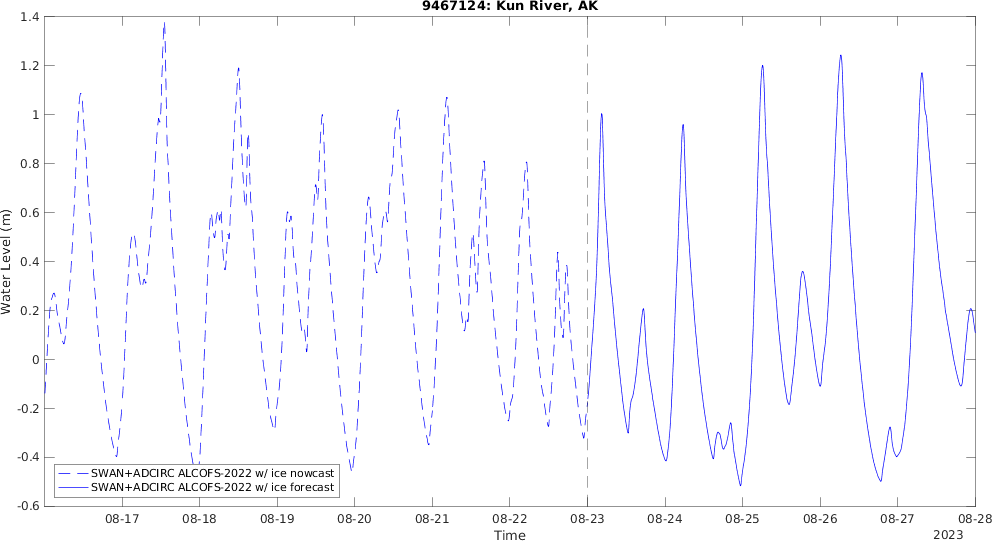 9467124: Kun River, AK
1.4
1.2
1
0.8
0.6
0.4
0.2
0
-0.2
-0.4
-0.6
Water Level (m)
SWAN+ADCIRC ALCOFS-2022 w/ ice nowcast
SWAN+ADCIRC ALCOFS-2022 w/ ice forecast
08-17 08-18 08-19 08-20 08-21 08-22 08-23 08-24 08-25 08-26 08-27 08-28
Time
2023